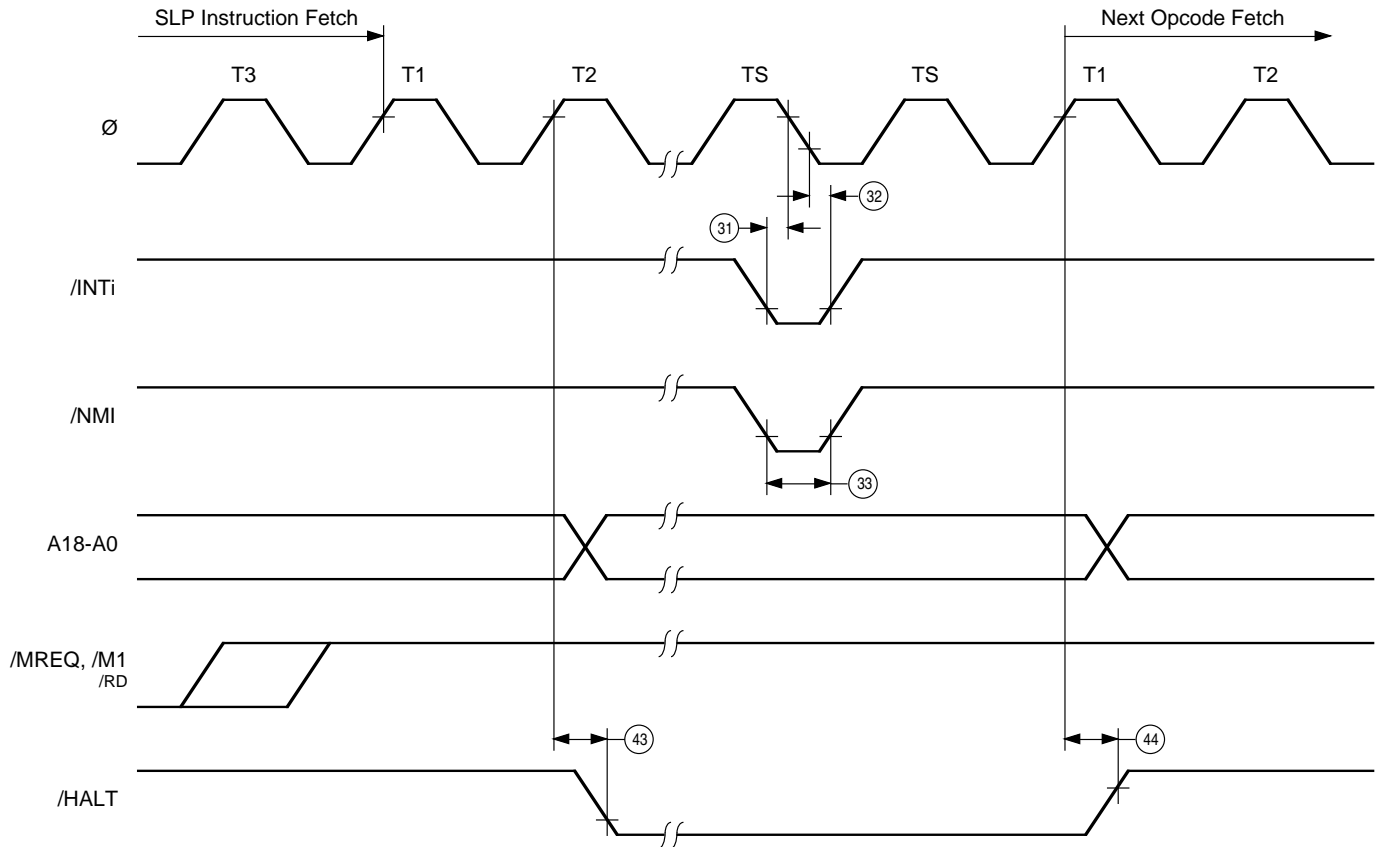 SLP Instruction Fetch
Next Opcode Fetch
T3 T1 T2 TS TS T1 T2
Ø
32
31
/INTi
/NMI
33
A18-A0
/MREQ, /M1
/RD
43
44
/HALT